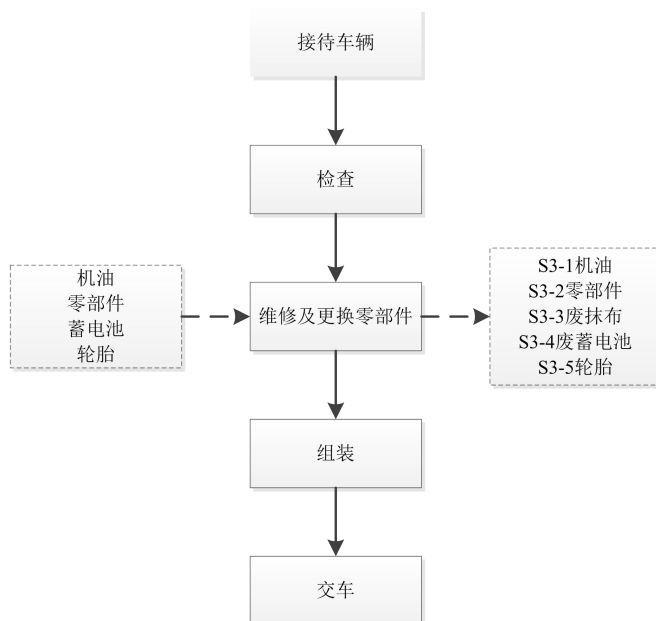 接待车辆
检查
机油
零部件
蓄电池
轮胎
维修及更换零部件
S3-1机油
S3-2零部件
S3-3废抹布
S3-4废蓄电池
S3-5轮胎
组装
交车